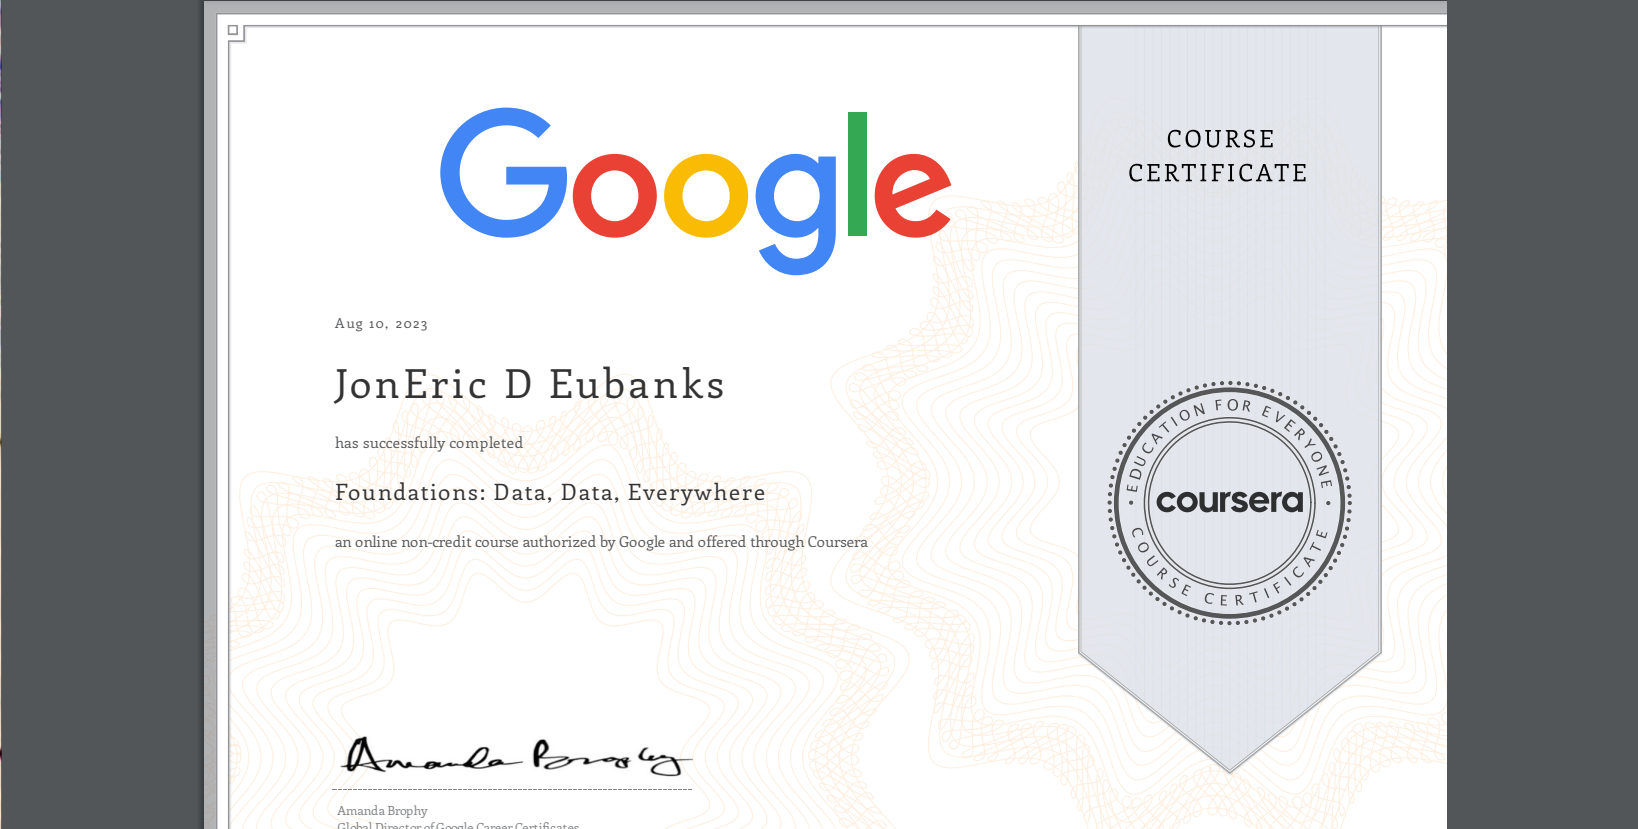 Google
COURSE
CERTIFICATE
Aug 10, 2023
JonEric D Eubanks
has successfully completed
Foundations: Data, Data, Everywhere
an online non-credit course authorized by Google and offered through Coursera
EDUCATION FOR EVERYONE
coursera
COURSE CERTIFICATE
Amanda Brophy
Amanda Brophy
Global Director of Google Career Certificates